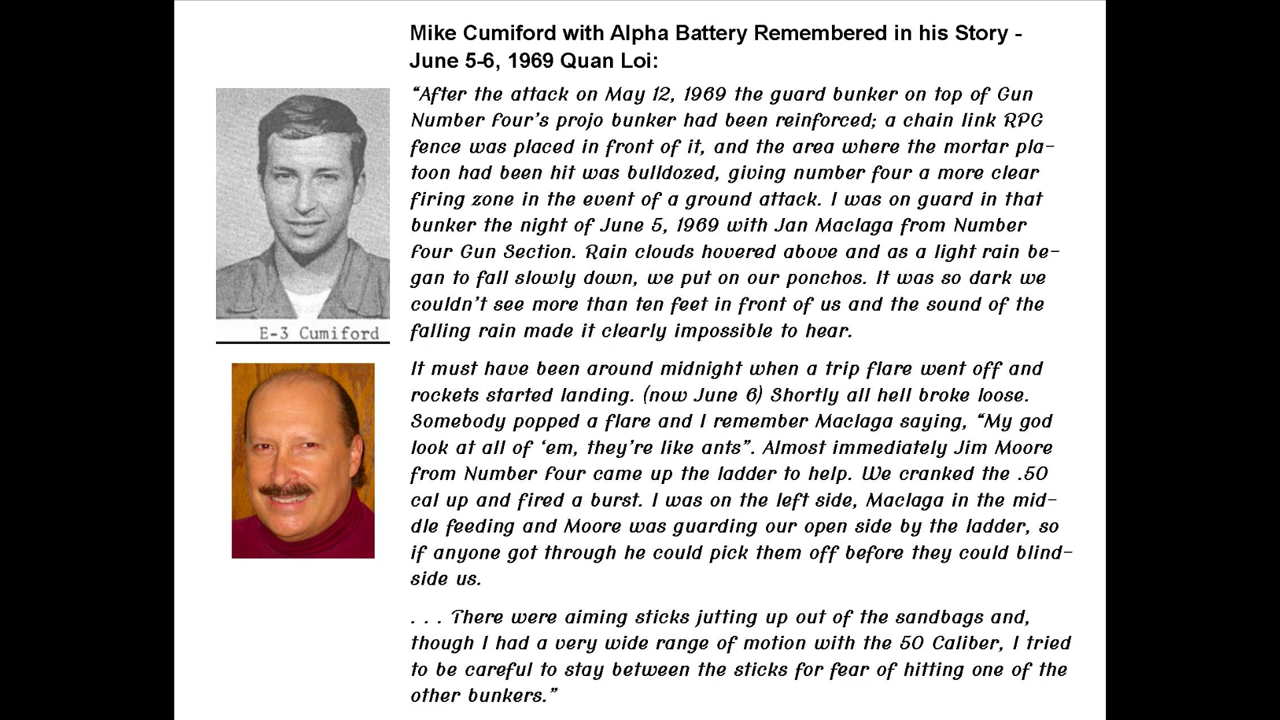 Mike Cumiford with Alpha Battery Remembered in his Story -
June 5-6, 1969 Quan Loi:
“After the attack on May 12, 1969 the guard bunker on top of Gun
Number Four’s projo bunker had been reinforced; a chain link RPG
fence was placed in front of it, and the area where the mortar pla-
toon had been hit was bulldozed, giving number four a more clear
firing zone in the event of a ground attack. I was on guard in that
bunker the night of June 5, 1969 with Jan Maclaga from Number
Four Gun Section. Rain clouds hovered above and as a light rain be-
gan to fall slowly down, we put on our ponchos. It was so dark we
couldn’t see more than ten feet in front of us and the sound of the
falling rain made it clearly impossible to hear.
E-3 Cumiford
It must have been around midnight when a trip flare went off and
rockets started landing. (now June 6) Shortly all hell broke loose.
Somebody popped a flare and I remember Maclaga saying, “My god
look at all of ‘em, they’re like ants”. Almost immediately Jim Moore
from Number Four came up the ladder to help. We cranked the .50
cal up and fired a burst. I was on the left side, Maclaga in the mid-
dle feeding and Moore was guarding our open side by the ladder, so
if anyone got through he could pick them off before they could blind-
side us.
. . . There were aiming sticks jutting up out of the sandbags and,
though I had a very wide range of motion with the 50 Caliber, I tried
to be careful to stay between the sticks for fear of hitting one of the
other bunkers.”